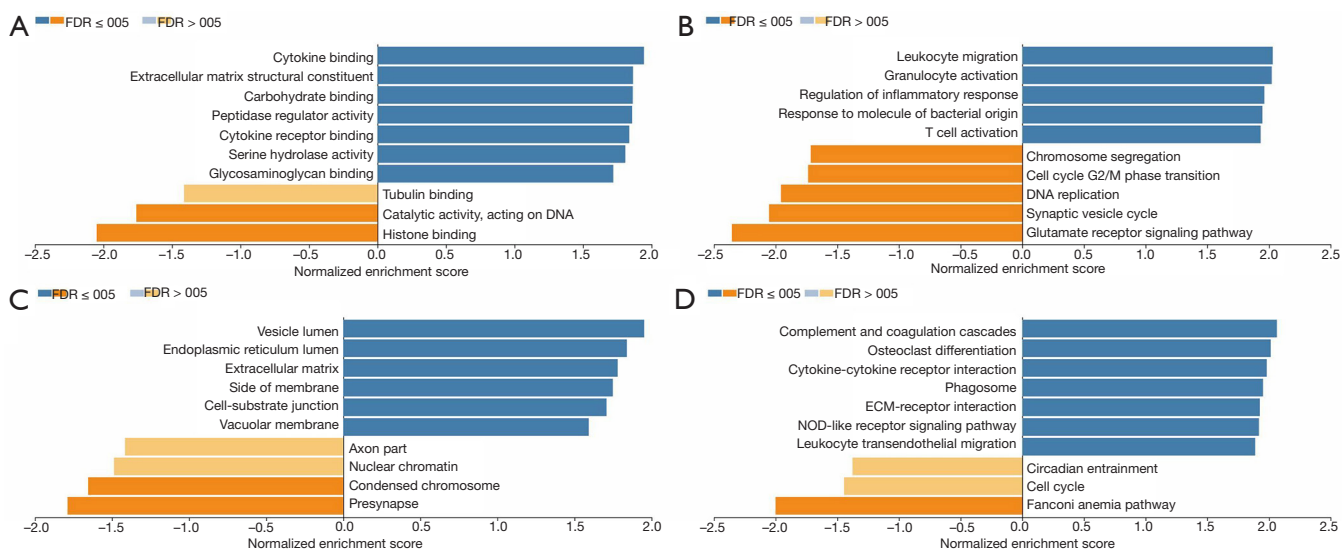 A
FDR ≤ 005 FDR > 005
Cytokine binding
Extracellular matrix structural constituent
Carbohydrate binding
Peptidase regulator activity
Cytokine receptor binding
Serine hydrolase activity
Glycosaminoglycan binding
Tubulin binding
Catalytic activity, acting on DNA
Histone binding
−2.5 −2.0 −1.5 −1.0 −0.5 0.0 0.5 1.0 1.5 2.0
Normalized enrichment score
B
FDR ≤ 005 FDR > 005
Leukocyte migration
Granulocyte activation
Regulation of inflammatory response
Response to molecule of bacterial origin
T cell activation
Chromosome segregation
Cell cycle G2/M phase transition
DNA replication
Synaptic vesicle cycle
Glutamate receptor signaling pathway
−2.5 −2.0 −1.5 −1.0 −0.5 0.0 0.5 1.0 1.5 2.0 2.5
Normalized enrichment score
C
FDR ≤ 005 FDR > 005
Vesicle lumen
Endoplasmic reticulum lumen
Extracellular matrix
Side of membrane
Cell-substrate junction
Vacuolar membrane
Axon part
Nuclear chromatin
Condensed chromosome
Presynapse
−2.0 −1.5 −1.0 −0.5 0.0 0.5 1.0 1.5 2.0
Normalized enrichment score
D
FDR ≤ 005 FDR > 005
Complement and coagulation cascades
Osteoclast differentiation
Cytokine-cytokine receptor interaction
Phagosome
ECM-receptor interaction
NOD-like receptor signaling pathway
Leukocyte transendothelial migration
Circadian entrainment
Cell cycle
Fanconi anemia pathway
−2.5 −2.0 −1.5 −1.0 −0.5 0.0 0.5 1.0 1.5 2.0 2.5
Normalized enrichment score